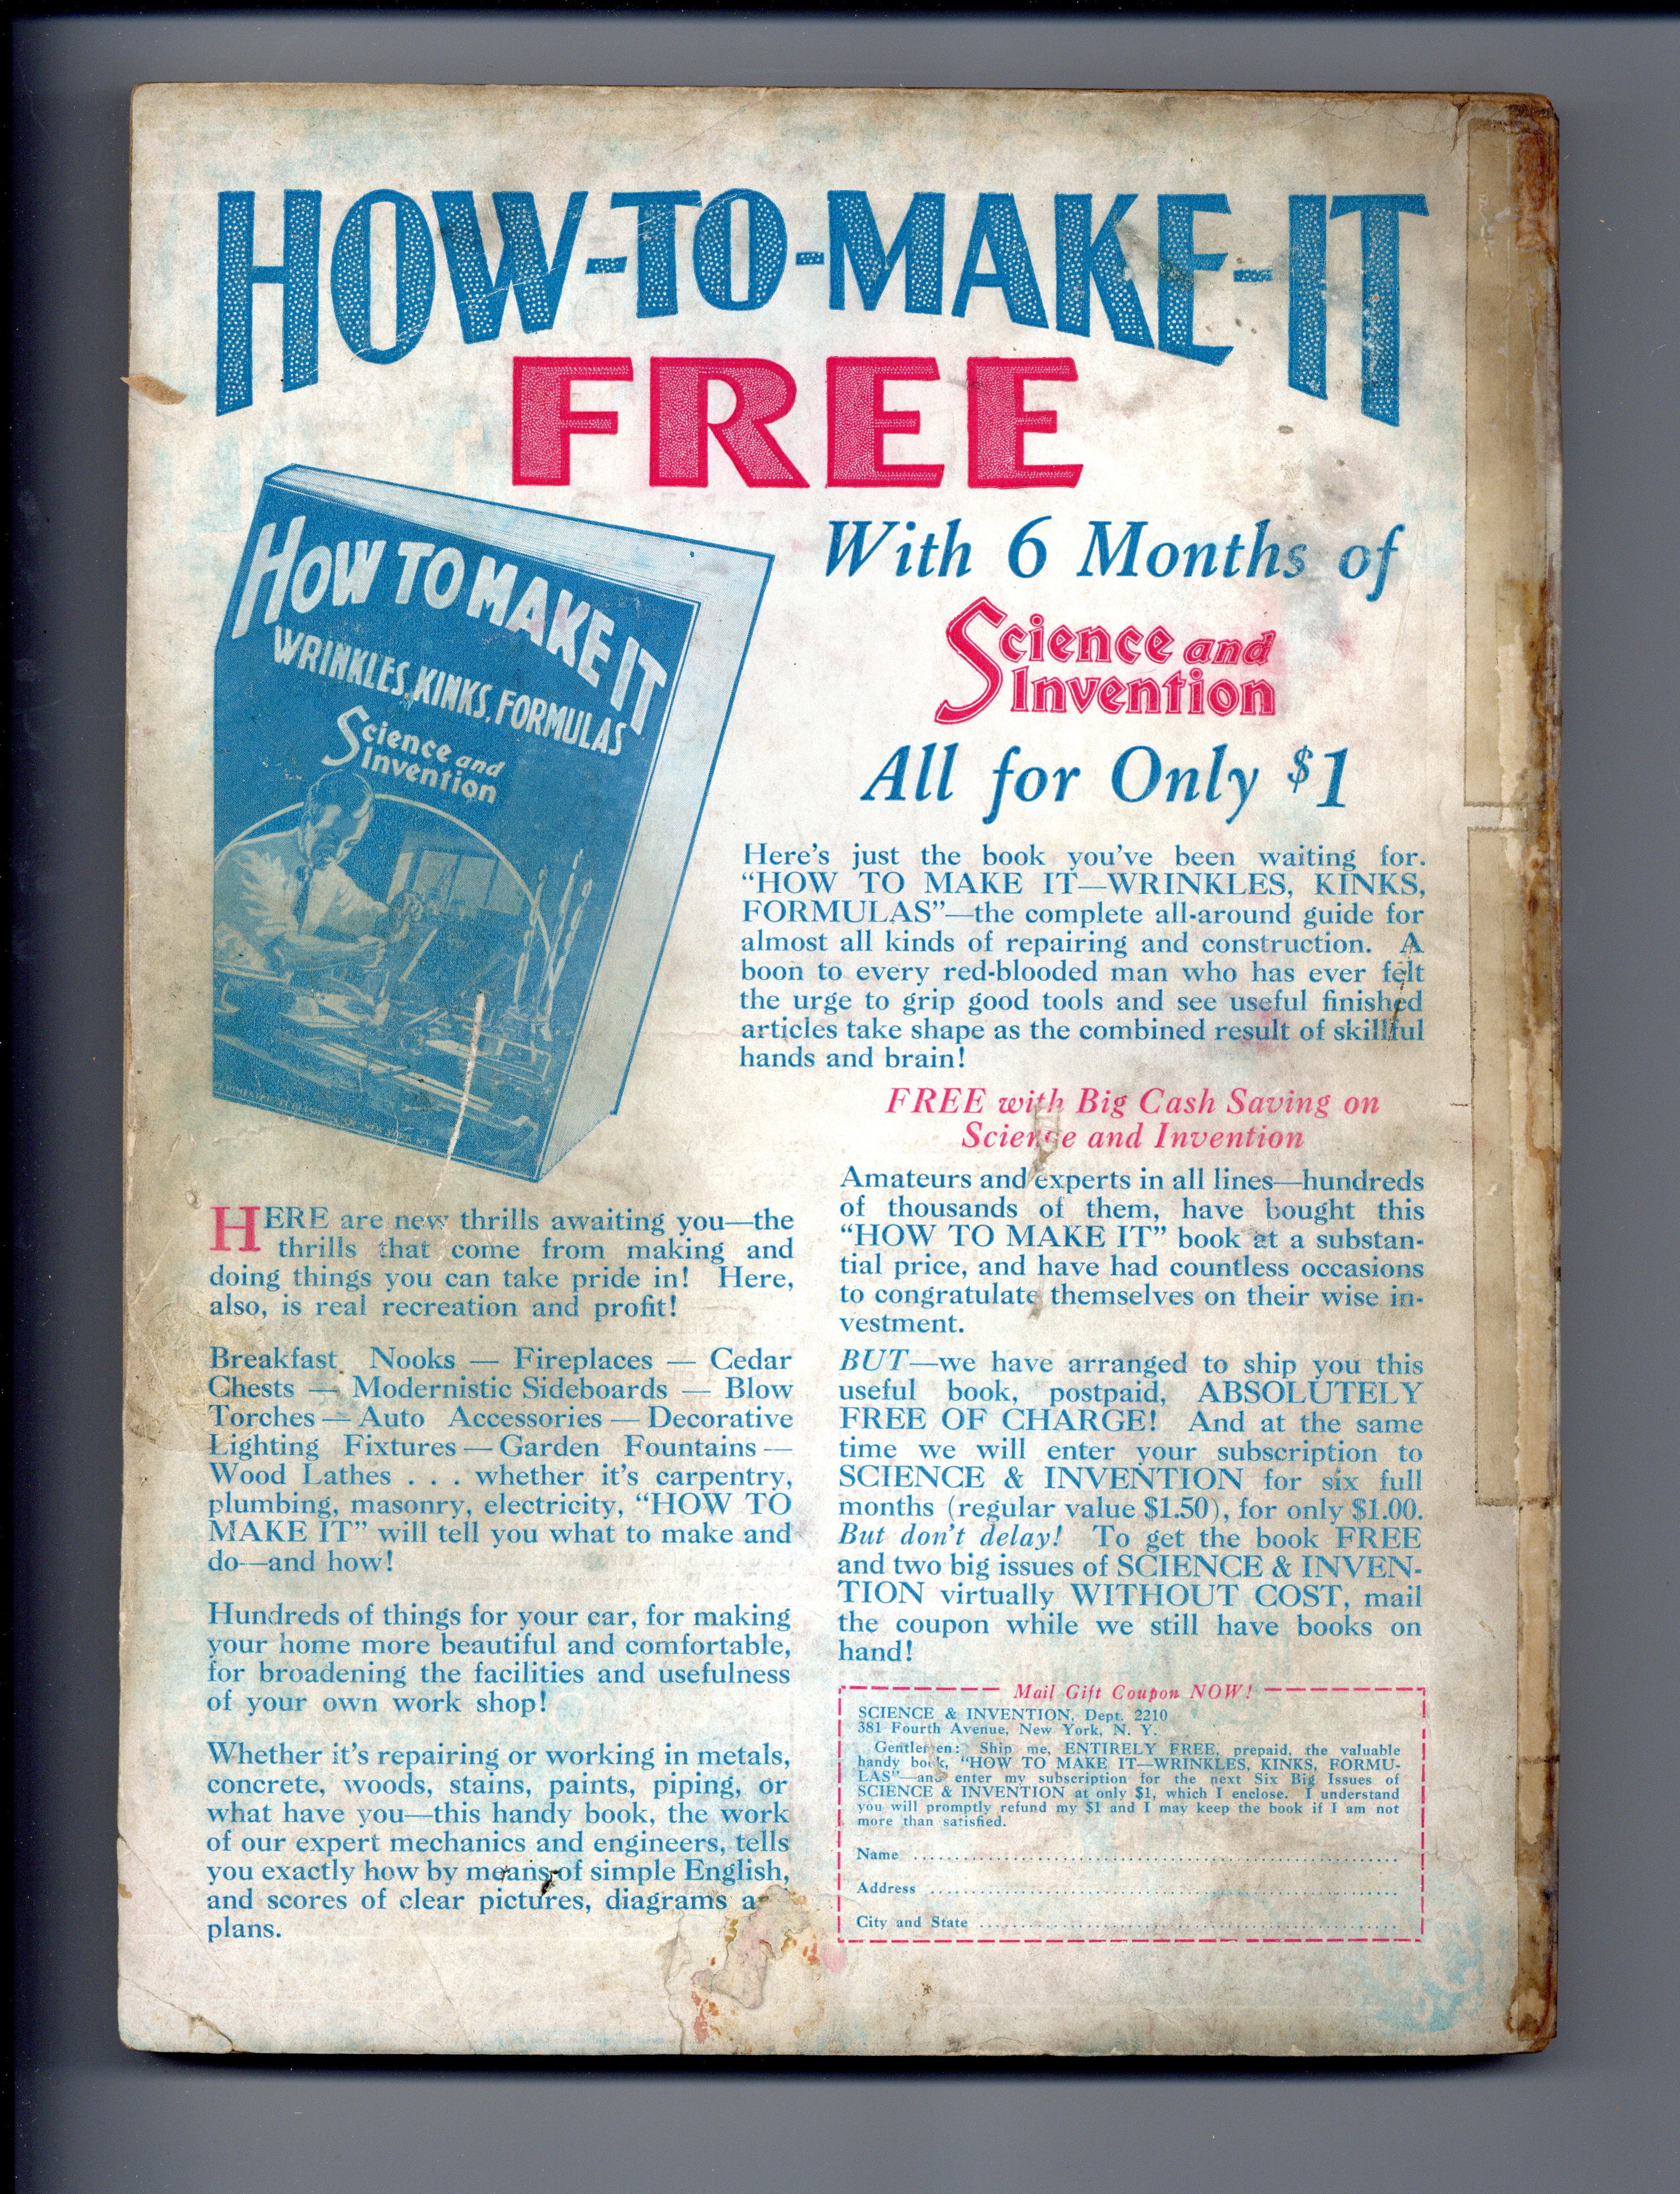 HOW-TO-MAKE-IT
FREE
HOW TO MAKE IT
WRINKLES, KINKS, FORMULAS
Science and
Invention
With 6 Months of
Science and
Invention
All for Only $1
Here's just the book you've been waiting for.
“HOW TO MAKE IT—WRINKLES, KINKS,
FORMULAS”—the complete all-around guide for
almost all kinds of repairing and construction. A
boon to every red-blooded man who has ever felt
the urge to grip good tools and see useful finished
articles take shape as the combined result of skillful
hands and brain!
HERE are new thrills awaiting you—the
thrills that come from making and
doing things you can take pride in! Here,
also, is real recreation and profit!
Breakfast Nooks — Fireplaces — Cedar
Chests — Modernistic Sideboards — Blow
Torches — Auto Accessories — Decorative
Lighting Fixtures — Garden Fountains —
Wood Lathes . . . whether it's carpentry,
plumbing, masonry, electricity, “HOW TO
MAKE IT” will tell you what to make and
do—and how!
Hundreds of things for your car, for making
your home more beautiful and comfortable,
for broadening the facilities and usefulness
of your own work shop!
Whether it's repairing or working in metals,
concrete, woods, stains, paints, piping, or
what have you—this handy book, the work
of our expert mechanics and engineers, tells
you exactly how by means of simple English,
and scores of clear pictures, diagrams a
plans.
FREE with Big Cash Saving on
Science and Invention
Amateurs and experts in all lines—hundreds
of thousands of them, have bought this
“HOW TO MAKE IT” book at a substan-
tial price, and have had countless occasions
to congratulate themselves on their wise in-
vestment.
BUT—we have arranged to ship you this
useful book, postpaid, ABSOLUTELY
FREE OF CHARGE! And at the same
time we will enter your subscription to
SCIENCE & INVENTION for six full
months (regular value $1.50), for only $1.00.
But don't delay! To get the book FREE
and two big issues of SCIENCE & INVEN-
TION virtually WITHOUT COST, mail
the coupon while we still have books on
hand!
Mail Gift Coupon NOW!
SCIENCE & INVENTION, Dept. 2210
381 Fourth Avenue, New York, N. Y.
Gentlemen: Ship me, ENTIRELY FREE, prepaid, the valuable
handy book, “HOW TO MAKE IT—WRINKLES, KINKS, FORMU-
LAS”—and enter my subscription for the next Six Big Issues of
SCIENCE & INVENTION at only $1, which I enclose. I understand
you will promptly refund my $1 and I may keep the book if I am not
more than satisfied.
Name
Address
City and State